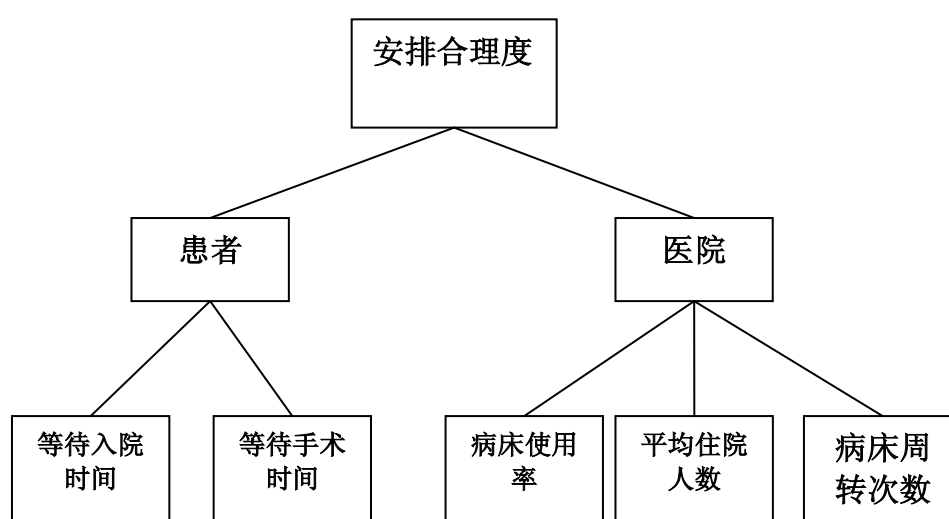 安排合理度
患者
医院
等待入院
时间
等待手术
时间
病床使用
率
平均住院
人数
病床周
转次数